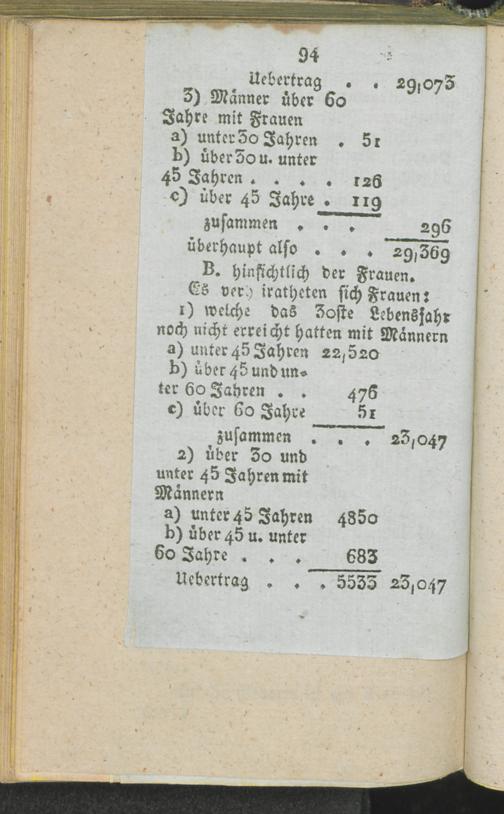 94
Uebertrag . . 29,073
3) Männer über 60
Jahre mit Frauen
a) unter 30 Jahren . 51
b) über 30 u. unter
45 Jahren . . . . 126
c) über 45 Jahre . 119
zusammen . . . 296
überhaupt also . . . 29,369
B. hinsichtlich der Frauen.
Es verh iratheten sich Frauen:
1) welche das 30ste Lebensjahr
noch nicht erreicht hatten mit Männern
a) unter 45 Jahren 22,520
b) über 45 und un-
ter 60 Jahren . . 476
c) über 60 Jahre 51
zusammen . . . 23,047
2) über 30 und
unter 45 Jahren mit
Männern
a) unter 45 Jahren 4850
b) über 45 u. unter
60 Jahre . . . 683
Uebertrag . . . 5533 23,047